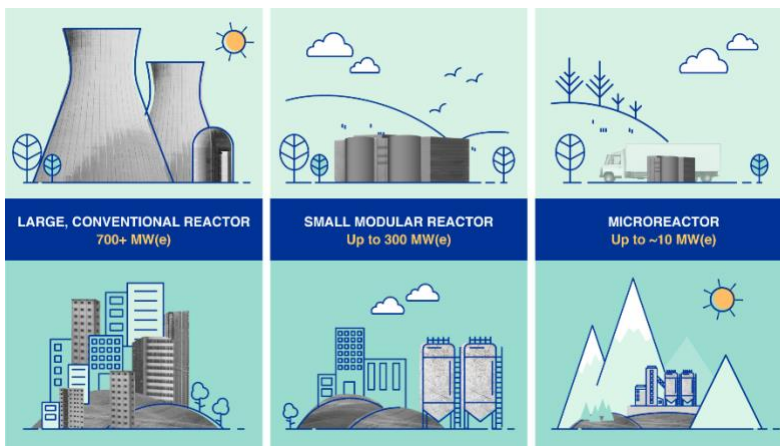 LARGE, CONVENTIONAL REACTOR
700+ MW(e)
SMALL MODULAR REACTOR
Up to 300 MW(e)
MICROREACTOR
Up to ~10 MW(e)